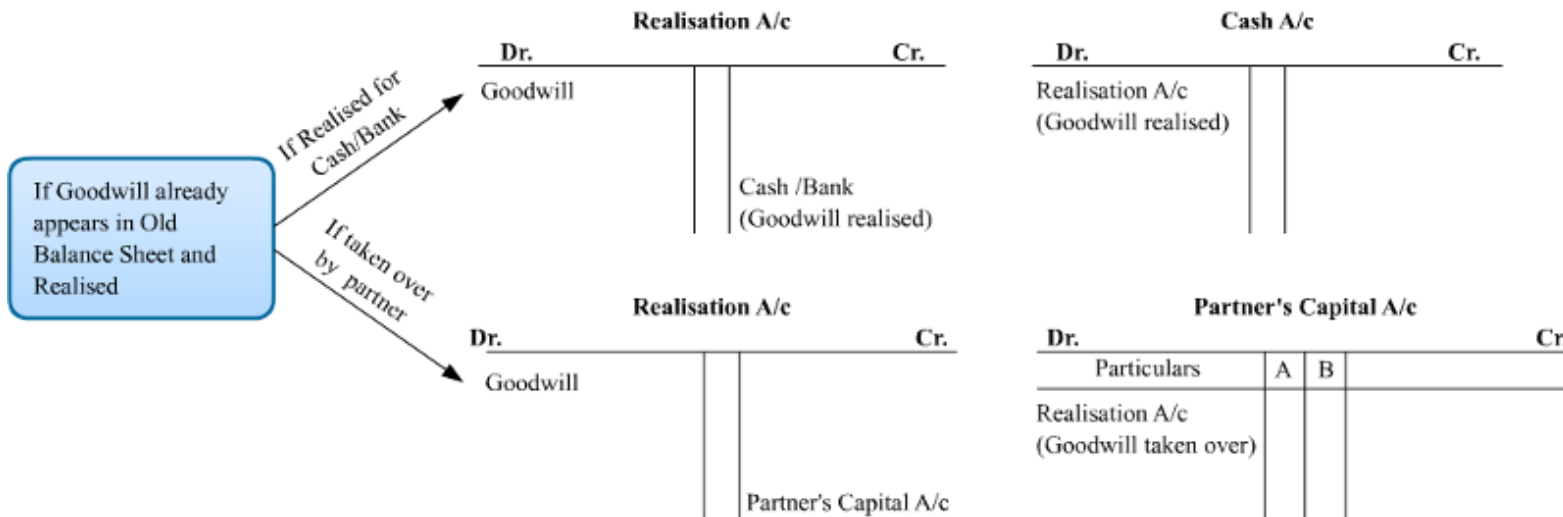 If Goodwill already
appears in Old
Balance Sheet and
Realised
If Realised for
Cash/Bank
Realisation A/c
Dr. Cr.
Goodwill
Cash /Bank
(Goodwill realised)
Cash A/c
Dr. Cr.
Realisation A/c
(Goodwill realised)
If taken over
by partner
Realisation A/c
Dr. Cr.
Goodwill
Partner's Capital A/c
Partner's Capital A/c
Dr. Cr
Particulars A B
Realisation A/c
(Goodwill taken over)